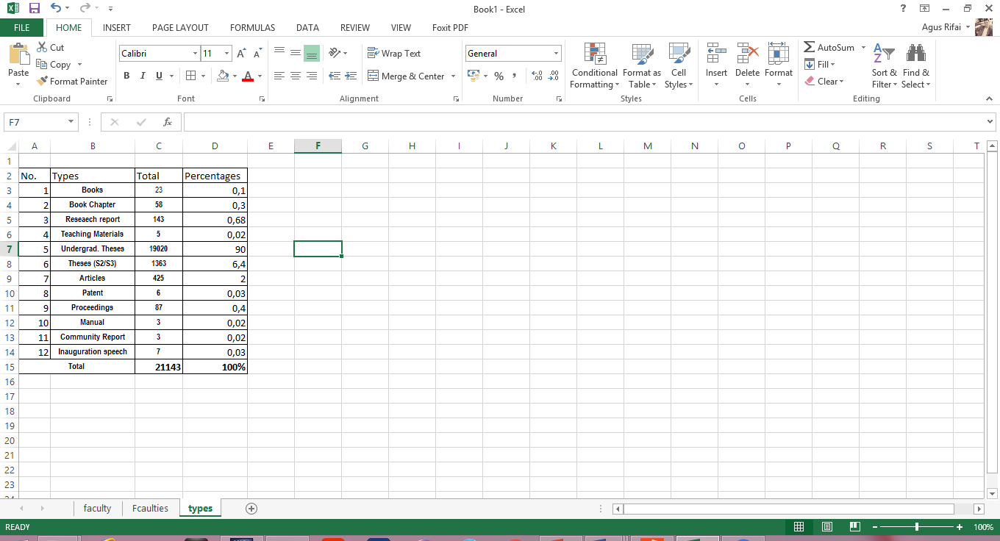 Book1 - Excel
FILE HOME INSERT PAGE LAYOUT FORMULAS DATA REVIEW VIEW Foxit PDF Agus Rifai
Paste Cut Copy Format Painter Clipboard
Calibri 11 B I U A A A Font
Wrap Text Merge & Center Alignment
General % , Number
Conditional Formatting Format as Table Cell Styles Styles
Insert Delete Format Cells
AutoSum Fill Clear Sort & Filter Find & Select Editing
F7 fx
A B C D E F G H I J K L M N O P Q R S T
1
2 No. Types Total Percentages
3 1 Books 23 0,1
4 2 Book Chapter 58 0,3
5 3 Reseaech report 143 0,68
6 4 Teaching Materials 5 0,02
7 5 Undergrad. Theses 19020 90
8 6 Theses (S2/S3) 1363 6,4
9 7 Articles 425 2
10 8 Patent 6 0,03
11 9 Proceedings 87 0,4
12 10 Manual 3 0,02
13 11 Community Report 3 0,02
14 12 Inauguration speech 7 0,03
15 Total 21143 100%
16
17
18
19
20
21
22
23
faculty Fcaulties types
READY 100%